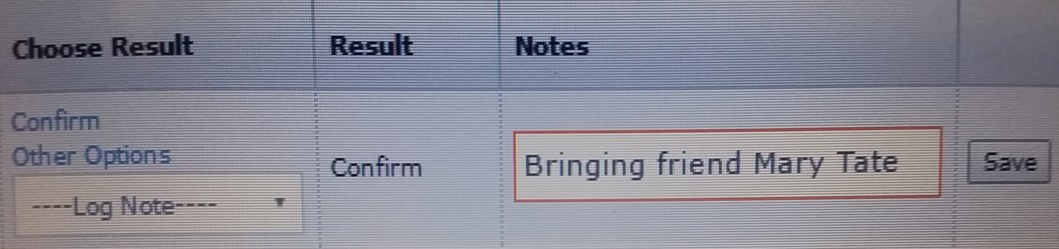 Choose Result Result Notes
Confirm
Other Options
----Log Note----
Confirm
Bringing friend Mary Tate
Save